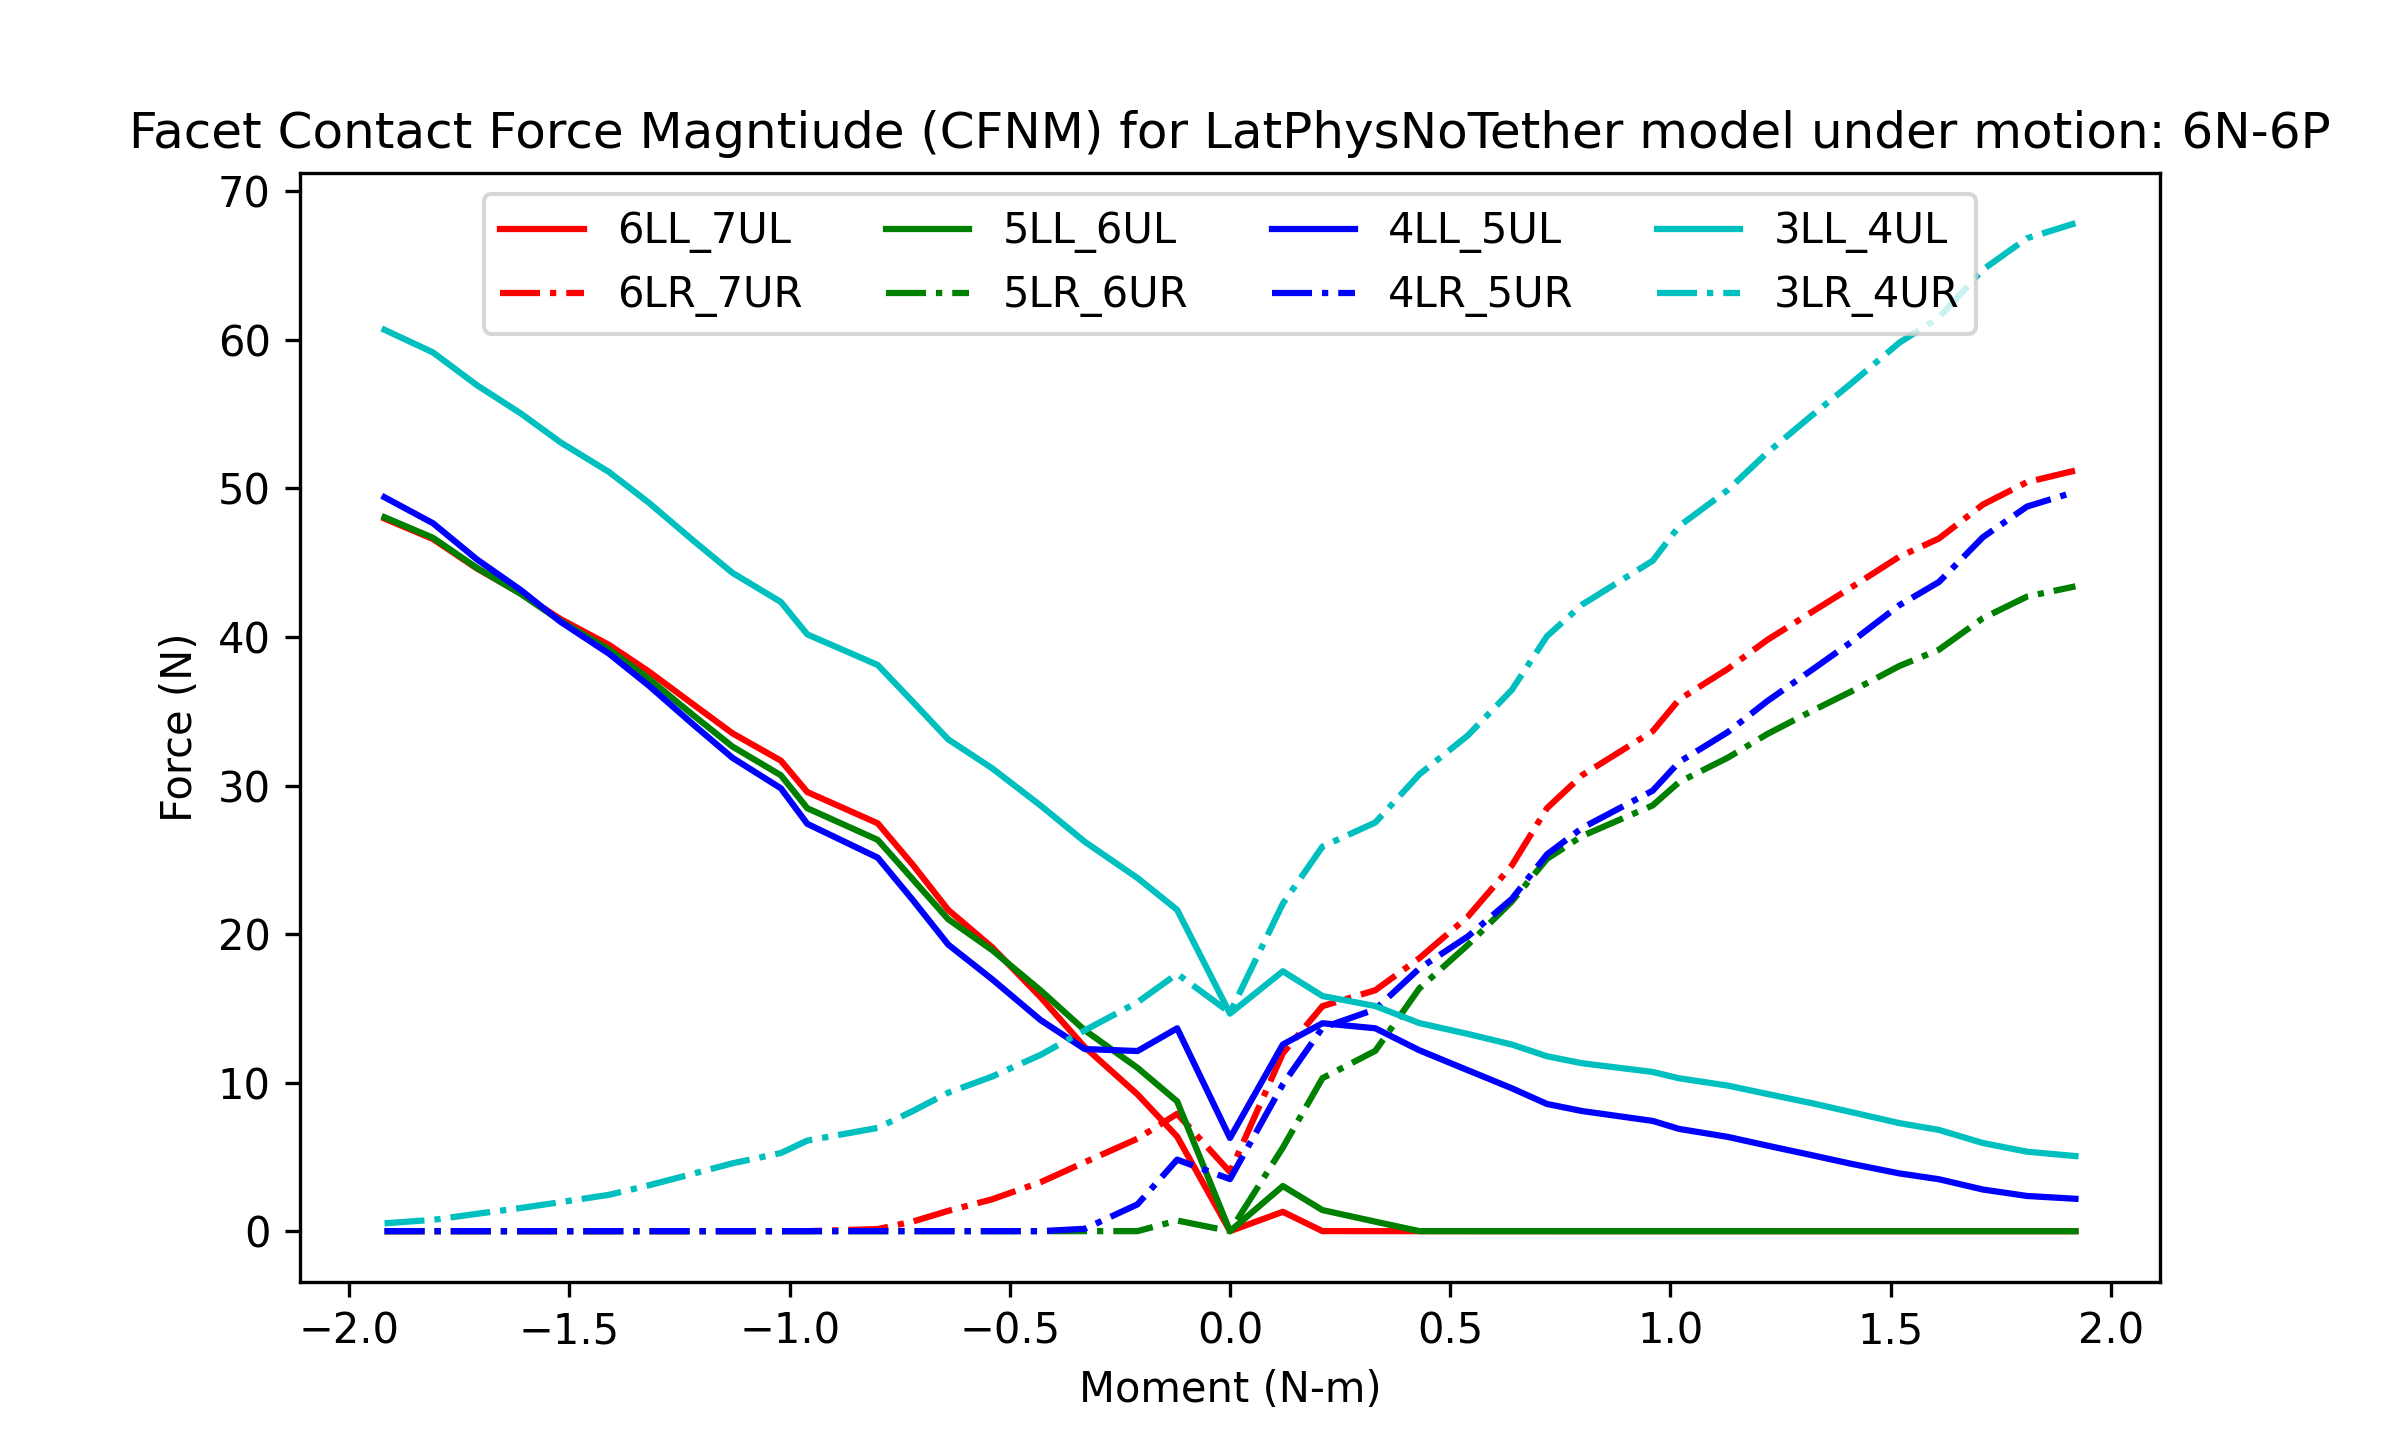 Facet Contact Force Magntiude (CFNM) for LatPhysNoTether model under motion: 6N-6P
6LL_7UL 5LL_6UL 4LL_5UL 3LL_4UL
6LR_7UR 5LR_6UR 4LR_5UR 3LR_4UR
70
60
50
40
30
20
10
0
Force (N)
−2.0 −1.5 −1.0 −0.5 0.0 0.5 1.0 1.5 2.0
Moment (N-m)